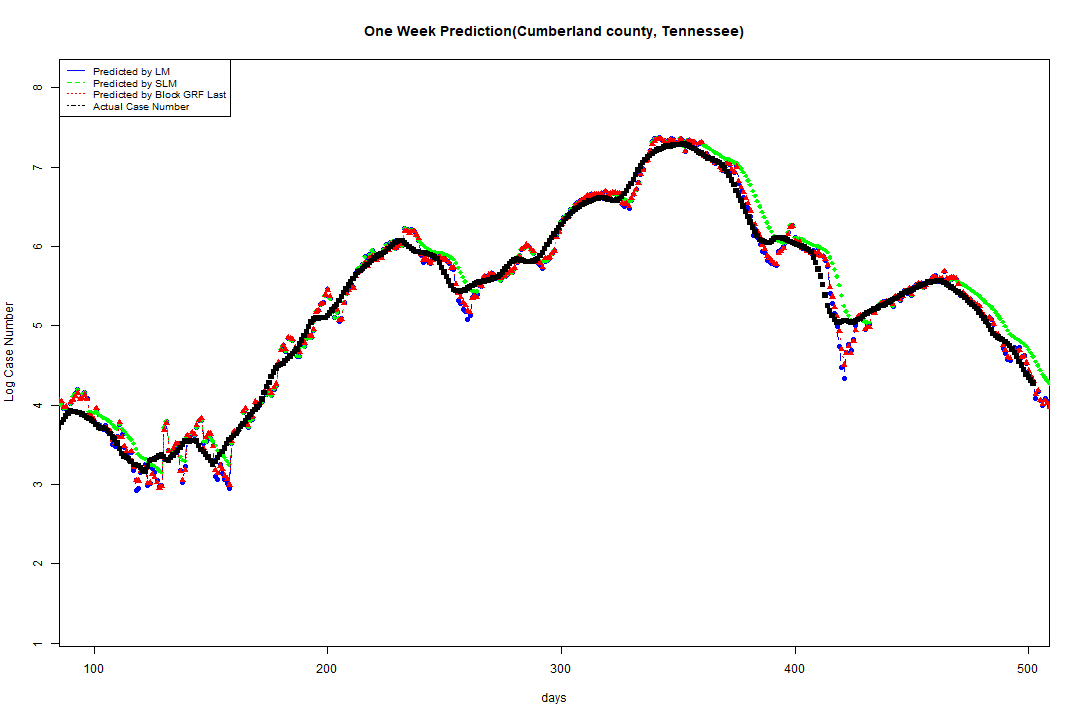 One Week Prediction(Cumberland county, Tennessee)
Predicted by LM
Predicted by SLM
Predicted by Block GRF Last
Actual Case Number
8
7
6
5
4
3
2
1
Log Case Number
100 200 300 400 500
days